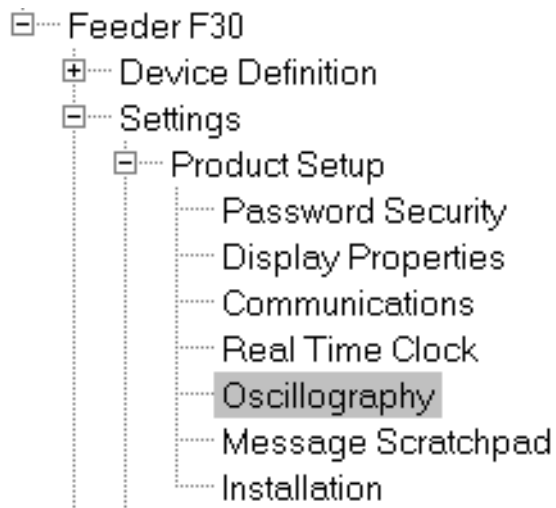 Feeder F30
Device Definition
Settings
Product Setup
Password Security
Display Properties
Communications
Real Time Clock
Oscillography
Message Scratchpad
Installation